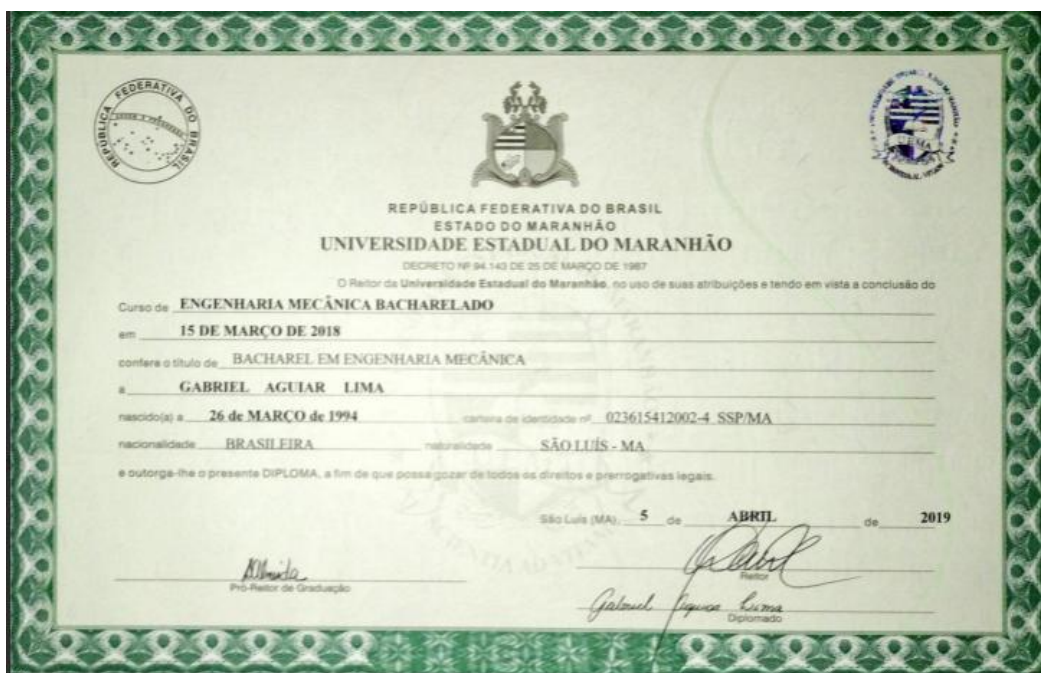 REPÚBLICA FEDERATIVA DO BRASIL
UEMA
REPÚBLICA FEDERATIVA DO BRASIL
ESTADO DO MARANHÃO
UNIVERSIDADE ESTADUAL DO MARANHÃO
DECRETO Nº 94.143 DE 25 DE MARÇO DE 1987
O Reitor da Universidade Estadual do Maranhão, no uso de suas atribuições e tendo em vista a conclusão do
Curso de ENGENHARIA MECÂNICA BACHARELADO
em 15 DE MARÇO DE 2018
confere o título de BACHAREL EM ENGENHARIA MECÂNICA
a GABRIEL AGUIAR LIMA
nascido(a) a 26 de MARÇO de 1994 carteira de identidade nº 023615412002-4 SSP/MA
nacionalidade BRASILEIRA naturalidade SÃO LUÍS - MA
e outorga-lhe o presente DIPLOMA, a fim de que possa gozar de todos os direitos e prerrogativas legais.
São Luís (MA), 5 de ABRIL de 2019
Pró-Reitor de Graduação
Reitor
Gabriel Aguiar Lima
Diplomado